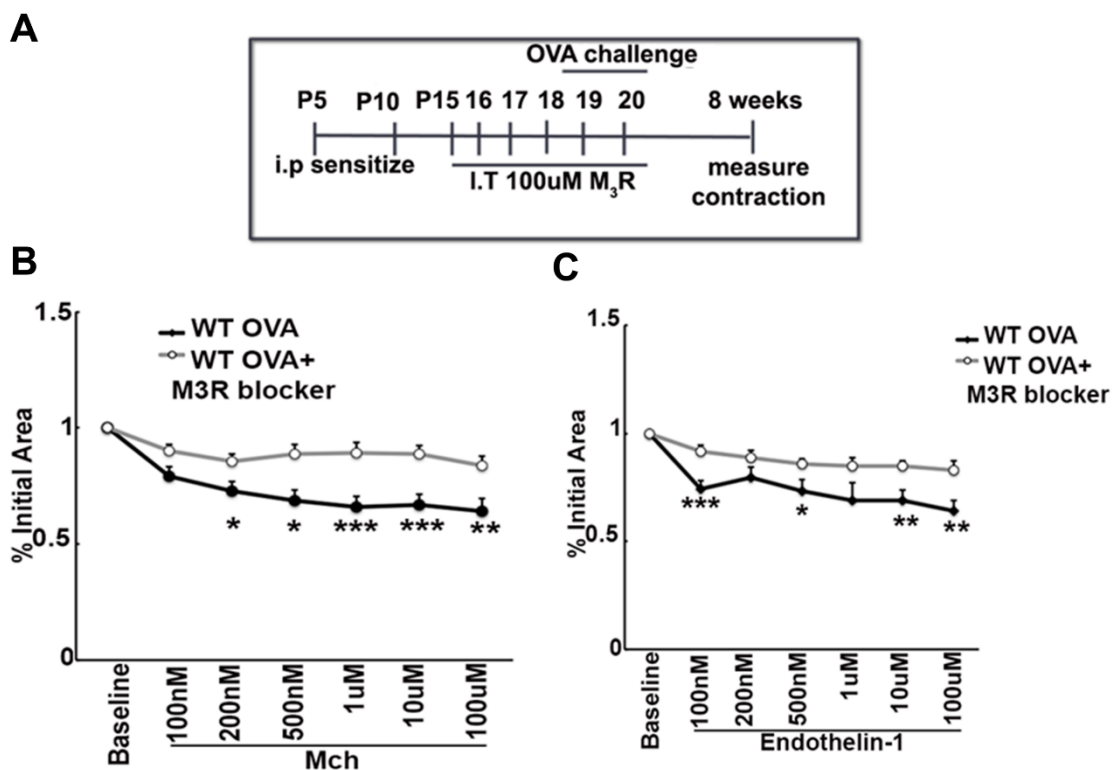 A
OVA challenge
P5 P10 P15 16 17 18 19 20 8 weeks
i.p sensitize
I.T 100uM M₃R
measure
contraction
B
1.5
1
0.5
0
% Initial Area
WT OVA
WT OVA+
M3R blocker
* * *** *** **
Baseline 100nM 200nM 500nM 1uM 10uM 100uM
Mch
C
1.5
1
0.5
0
% Initial Area
WT OVA
WT OVA+
M3R blocker
*** * ** **
Baseline 100nM 200nM 500nM 1uM 10uM 100uM
Endothelin-1